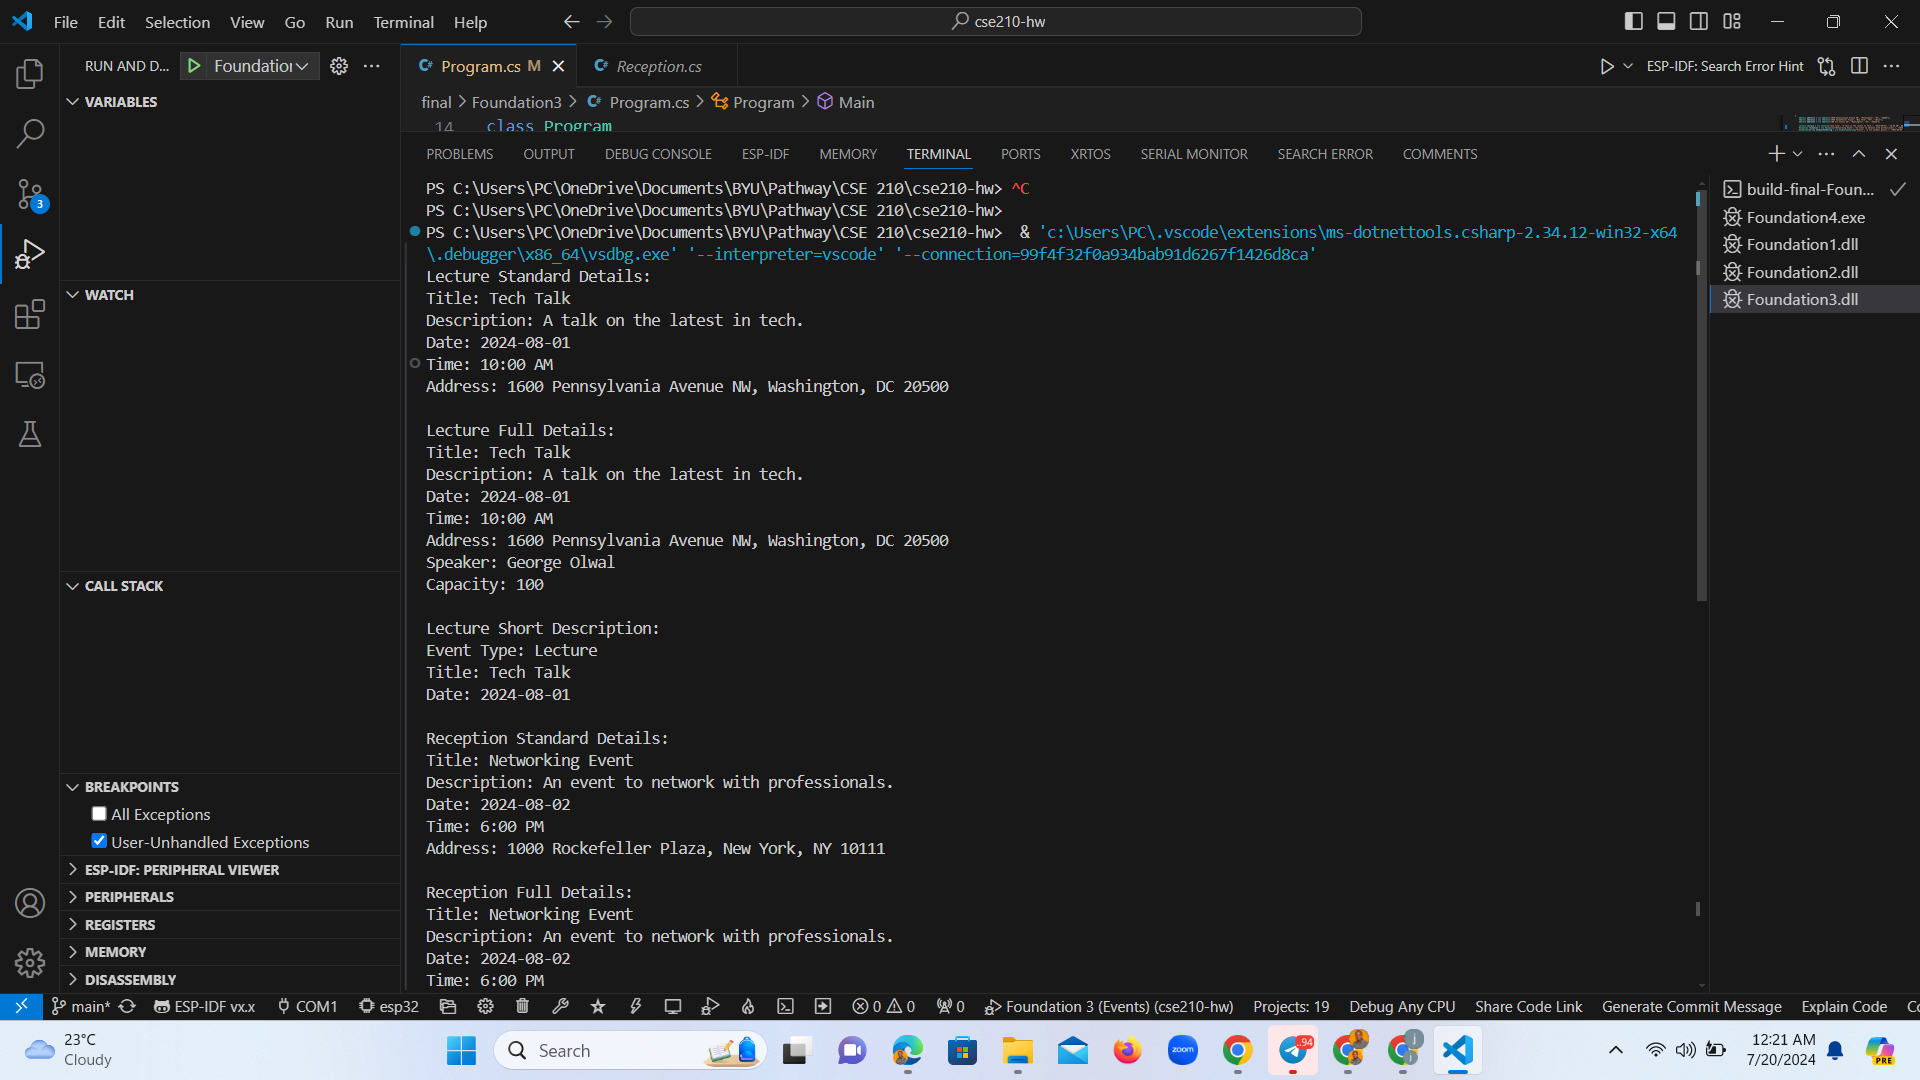 File Edit Selection View Go Run Terminal Help
cse210-hw
RUN AND D... Foundatior
Program.cs M
Reception.cs
ESP-IDF: Search Error Hint
VARIABLES
final > Foundation3 > Program.cs > Program > Main
14 class Program
PROBLEMS OUTPUT DEBUG CONSOLE ESP-IDF MEMORY TERMINAL PORTS XRTOS SERIAL MONITOR SEARCH ERROR COMMENTS
PS C:\Users\PC\OneDrive\Documents\BYU\Pathway\CSE 210\cse210-hw> ^C
PS C:\Users\PC\OneDrive\Documents\BYU\Pathway\CSE 210\cse210-hw>
PS C:\Users\PC\OneDrive\Documents\BYU\Pathway\CSE 210\cse210-hw> & 'c:\Users\PC\.vscode\extensions\ms-dotnettools.csharp-2.34.12-win32-x64
\.debugger\x86_64\vsdbg.exe' '--interpreter=vscode' '--connection=99f4f32f0a934bab91d6267f1426d8ca'
Lecture Standard Details:
Title: Tech Talk
Description: A talk on the latest in tech.
Date: 2024-08-01
Time: 10:00 AM
Address: 1600 Pennsylvania Avenue NW, Washington, DC 20500
Lecture Full Details:
Title: Tech Talk
Description: A talk on the latest in tech.
Date: 2024-08-01
Time: 10:00 AM
Address: 1600 Pennsylvania Avenue NW, Washington, DC 20500
Speaker: George Olwal
Capacity: 100
Lecture Short Description:
Event Type: Lecture
Title: Tech Talk
Date: 2024-08-01
Reception Standard Details:
Title: Networking Event
Description: An event to network with professionals.
Date: 2024-08-02
Time: 6:00 PM
Address: 1000 Rockefeller Plaza, New York, NY 10111
Reception Full Details:
Title: Networking Event
Description: An event to network with professionals.
Date: 2024-08-02
Time: 6:00 PM
build-final-Foun...
Foundation4.exe
Foundation1.dll
Foundation2.dll
Foundation3.dll
3
WATCH
CALL STACK
BREAKPOINTS
All Exceptions
User-Unhandled Exceptions
ESP-IDF: PERIPHERAL VIEWER
PERIPHERALS
REGISTERS
MEMORY
DISASSEMBLY
main* ESP-IDF vx.x COM1 esp32 0 0 0 Foundation 3 (Events) (cse210-hw) Projects: 19 Debug Any CPU Share Code Link Generate Commit Message Explain Code Co
23°C
Cloudy
Search
zoom
94
12:21 AM
7/20/2024
PRE